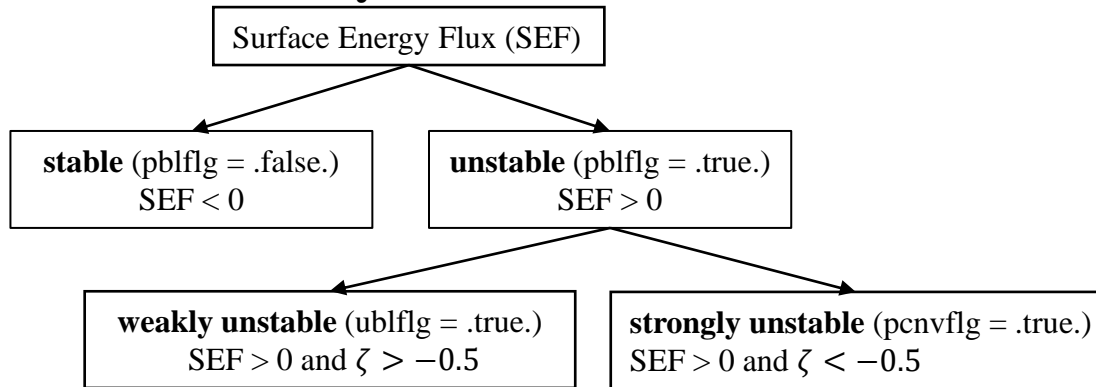 Surface Energy Flux (SEF)
stable (pblflg = .false.)
SEF < 0
unstable (pblflg = .true.)
SEF > 0
weakly unstable (ublflg = .true.)
SEF > 0 and ζ > −0.5
strongly unstable (pcnvflg = .true.)
SEF > 0 and ζ < −0.5